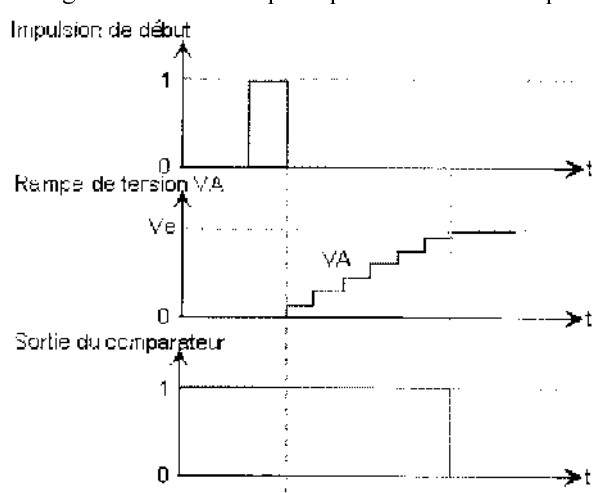 Impulsion de début
1
0
t
Rampe de tension VA
Ve
VA
0
t
Sortie du comparateur
1
0
t